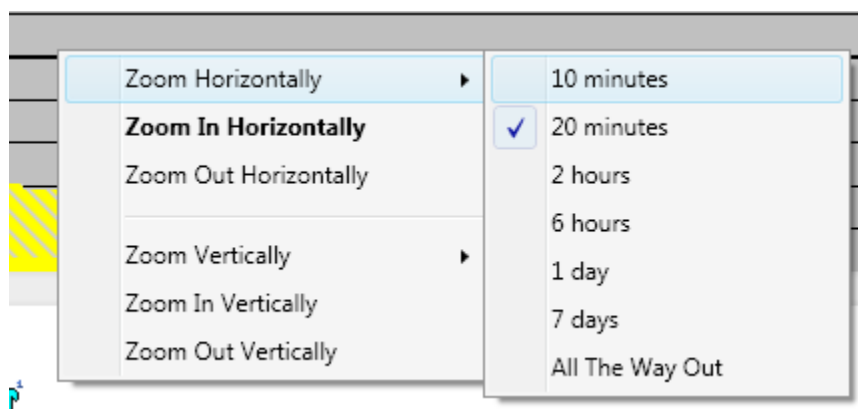 Zoom Horizontally
Zoom In Horizontally
Zoom Out Horizontally
Zoom Vertically
Zoom In Vertically
Zoom Out Vertically
10 minutes
20 minutes
2 hours
6 hours
1 day
7 days
All The Way Out